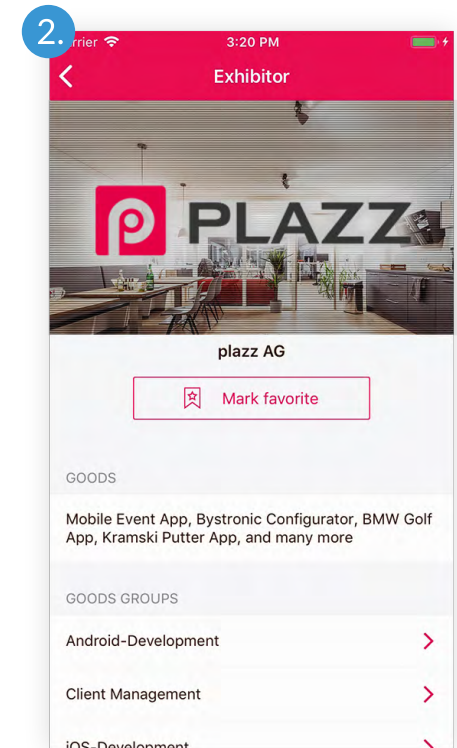 2.
rrier 3:20 PM
Exhibitor
PLAZZ
plazz AG
Mark favorite
GOODS
Mobile Event App, Bystronic Configurator, BMW Golf
App, Kramski Putter App, and many more
GOODS GROUPS
Android-Development
Client Management
iOS-Development